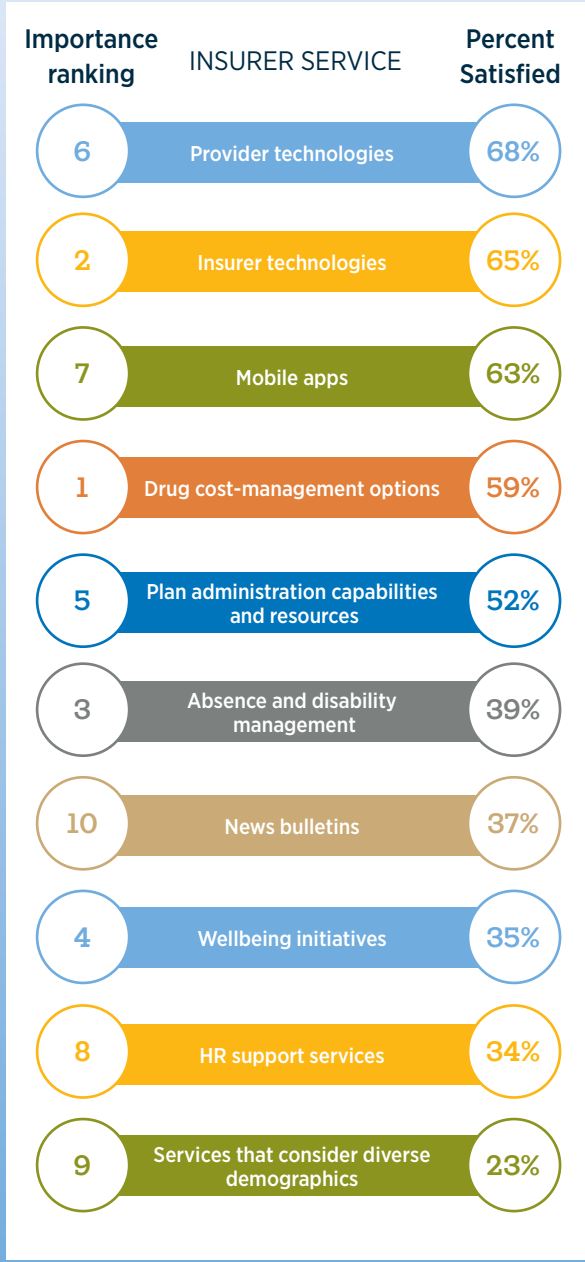 Importance
ranking
INSURER SERVICE
Percent
Satisfied
6
Provider technologies
68%
2
Insurer technologies
65%
7
Mobile apps
63%
1
Drug cost-management options
59%
5
Plan administration capabilities
and resources
52%
3
Absence and disability
management
39%
10
News bulletins
37%
4
Wellbeing initiatives
35%
8
HR support services
34%
9
Services that consider diverse
demographics
23%